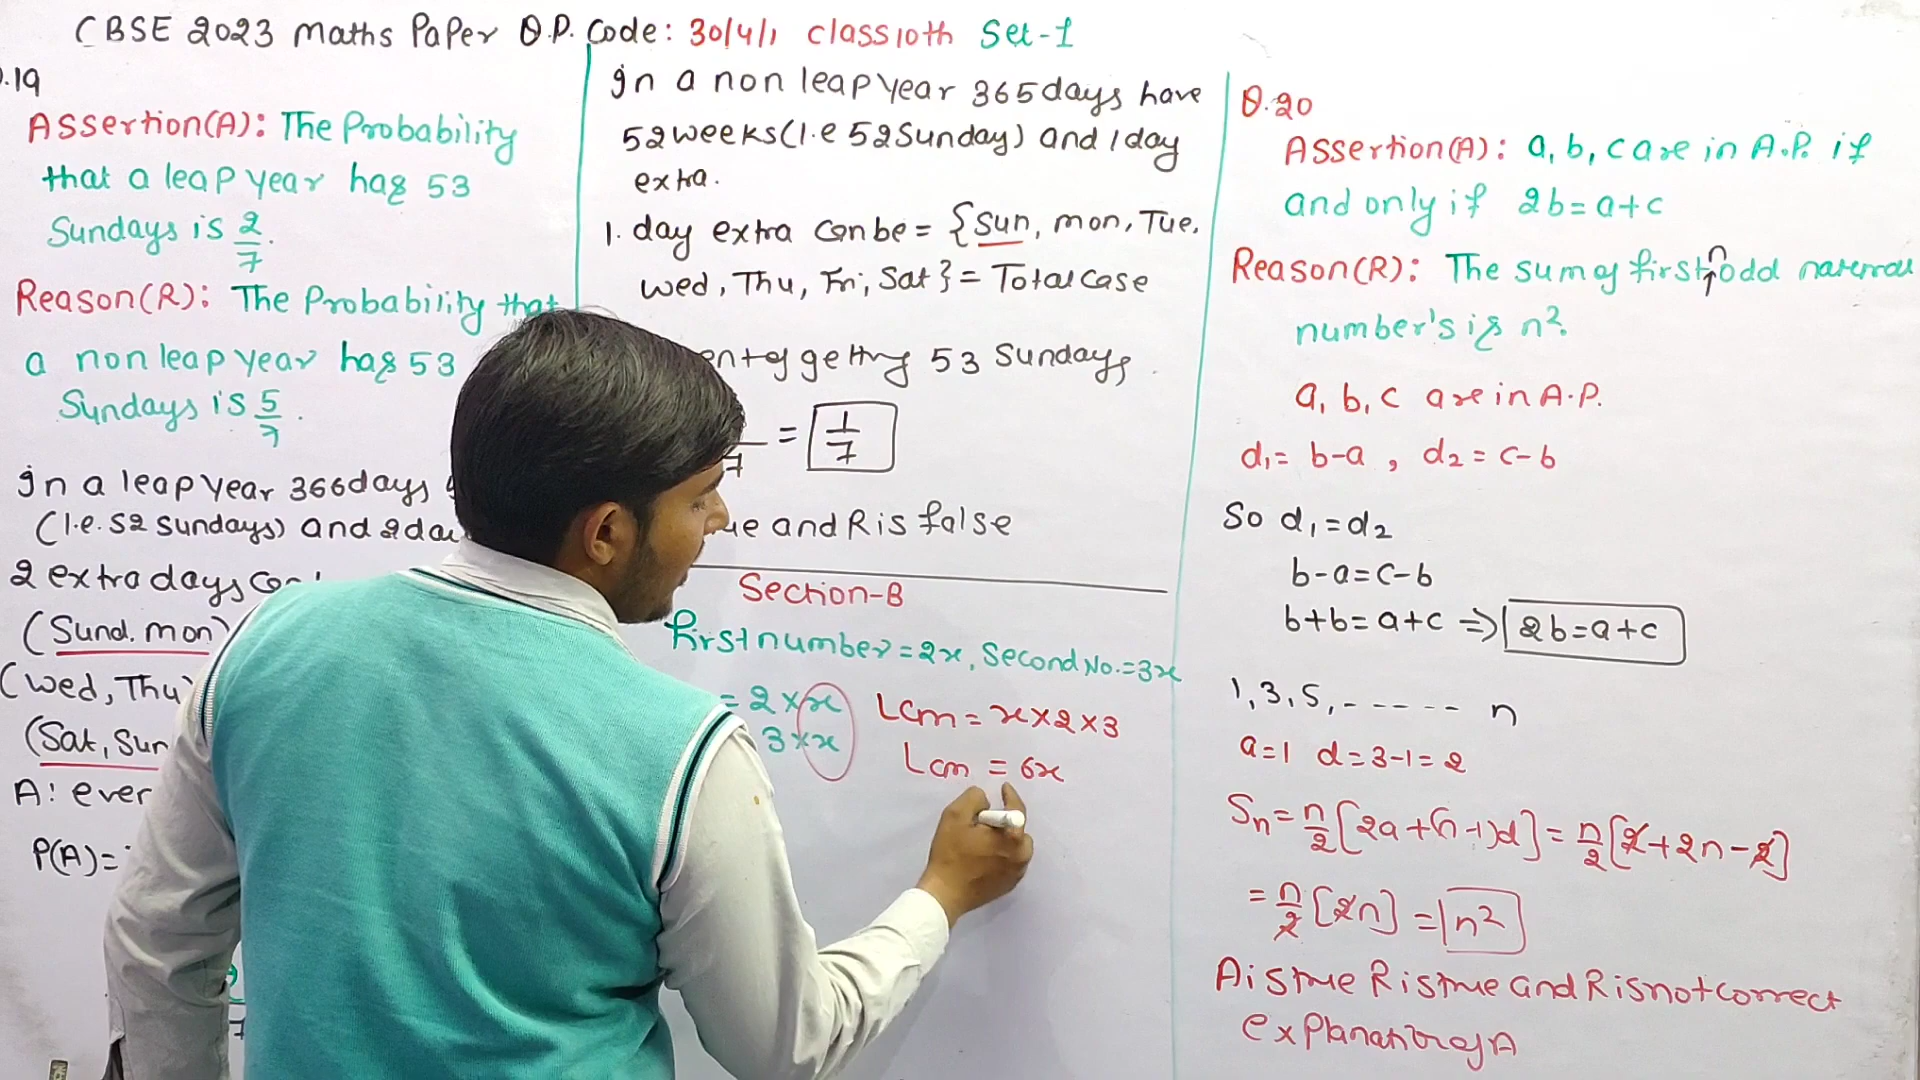 CBSE 2023 Maths Paper Q.P. Code: 30/4/1 class 10th Set-1
.19
Assertion(A): The Probability
that a leap year has 53
Sundays is 2/7.
Reason(R): The Probability that
a non leap year has 53
Sundays is 5/7.
In a leap year 366 days
(i.e. 52 Sundays) and 2 da
2 extra days can
(Sund. mon)
(Wed, Thu)
(Sat, Sun
A: ever
P(A)=
7
In a non leap year 365 days have
52 weeks (i.e 52 Sunday) and 1 day
extra.
1. day extra can be = {Sun, mon, Tue,
Wed, Thu, Fri, Sat} = Total case
ent of getting 53 Sundays.
/7 = 1/7
ue and R is false
Section-B
first number = 2x, Second No. = 3x
= 2 × x
3 × x
Lcm = x × 2 × 3
Lcm = 6x
Q.20
Assertion(A): a, b, c are in A.P. if
and only if 2b = a+c
Reason(R): The sum of first n odd natural
number's is n².
a, b, c are in A.P.
d₁ = b-a , d₂ = c-b
So d₁ = d₂
b-a = c-b
b+b = a+c ⇒ 2b = a+c
1, 3, 5, - - - - - n
a=1 d=3-1=2
Sn = n/2 [2a+(n-1)d] = n/2 [2+2n-2]
= n/2 [2n] = n²
A is true R is true and R is not correct
explanation of A